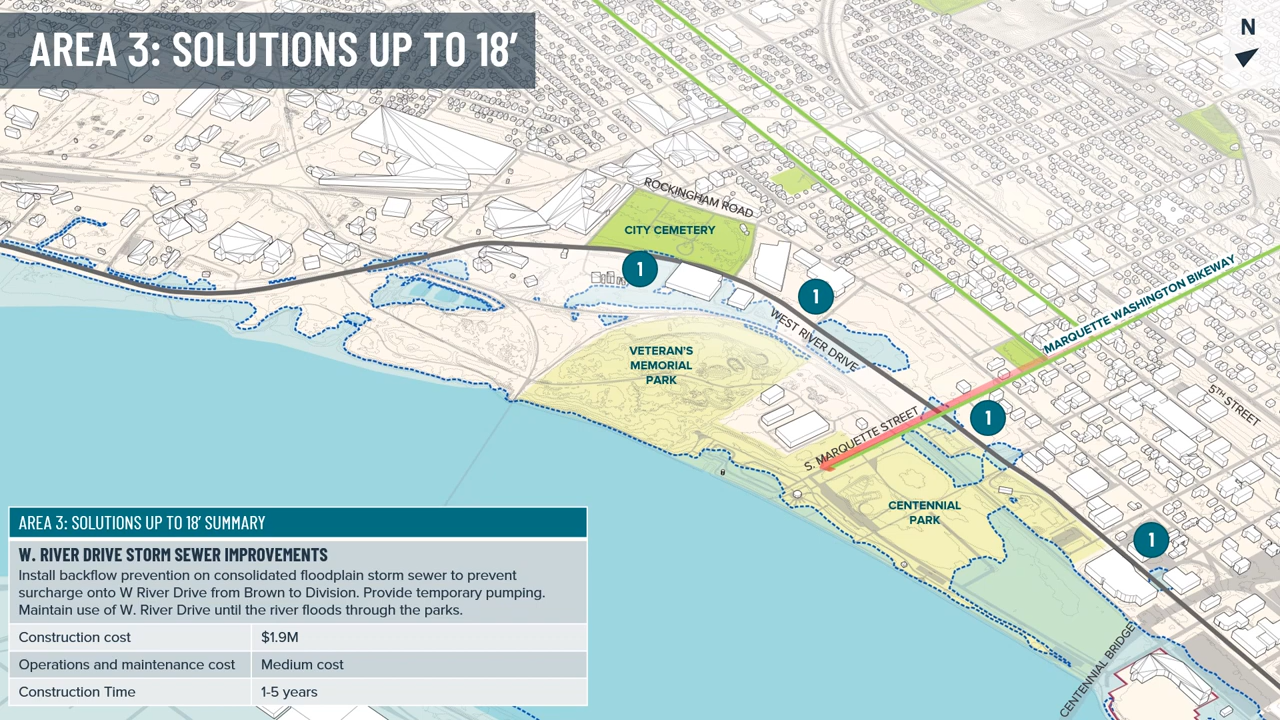 AREA 3: SOLUTIONS UP TO 18′
N
ROCKINGHAM ROAD
CITY CEMETERY
1
1
MARQUETTE WASHINGTON BIKEWAY
WEST RIVER DRIVE
VETERAN'S
MEMORIAL
PARK
5TH STREET
1
S. MARQUETTE STREET
CENTENNIAL
PARK
1
CENTENNIAL BRIDGE
AREA 3: SOLUTIONS UP TO 18′ SUMMARY
W. RIVER DRIVE STORM SEWER IMPROVEMENTS
Install backflow prevention on consolidated floodplain storm sewer to prevent
surcharge onto W River Drive from Brown to Division. Provide temporary pumping.
Maintain use of W. River Drive until the river floods through the parks.
Construction cost $1.9M
Operations and maintenance cost Medium cost
Construction Time 1-5 years